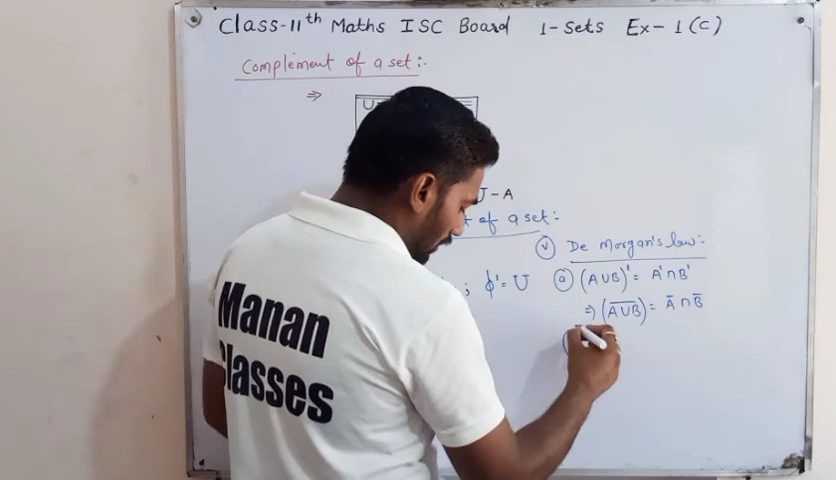 Class-11th Maths ISC Board 1-Sets Ex-1(c)
Complement of a set:-
⇒
U
U-A
of a set:-
(v) De Morgan's law:-
; ϕ'= U
(a) (A∪B)' = A'∩B'
⇒ (A̅∪̅B̅) = A̅ ∩ B̅
Manan
Classes